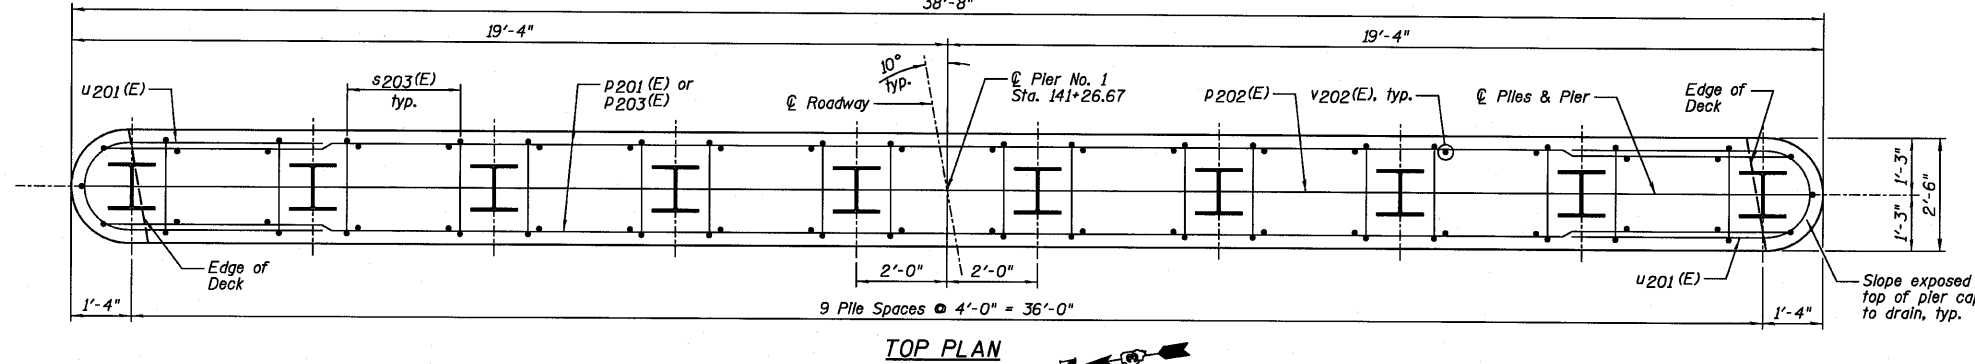 38'-8"
19'-4"
19'-4"
u201(E)
s203(E)
typ.
p201(E) or
p203(E)
10°
typ.
℄ Roadway
℄ Pier No. 1
Sta. 141+26.67
p202(E)
v202(E), typ.
℄ Piles & Pier
Edge of
Deck
1'-3"
1'-3"
2'-6"
Edge of
Deck
2'-0"
2'-0"
u201(E)
Slope exposed
top of pier cap
to drain, typ.
1'-4"
9 Pile Spaces @ 4'-0" = 36'-0"
1'-4"
TOP PLAN